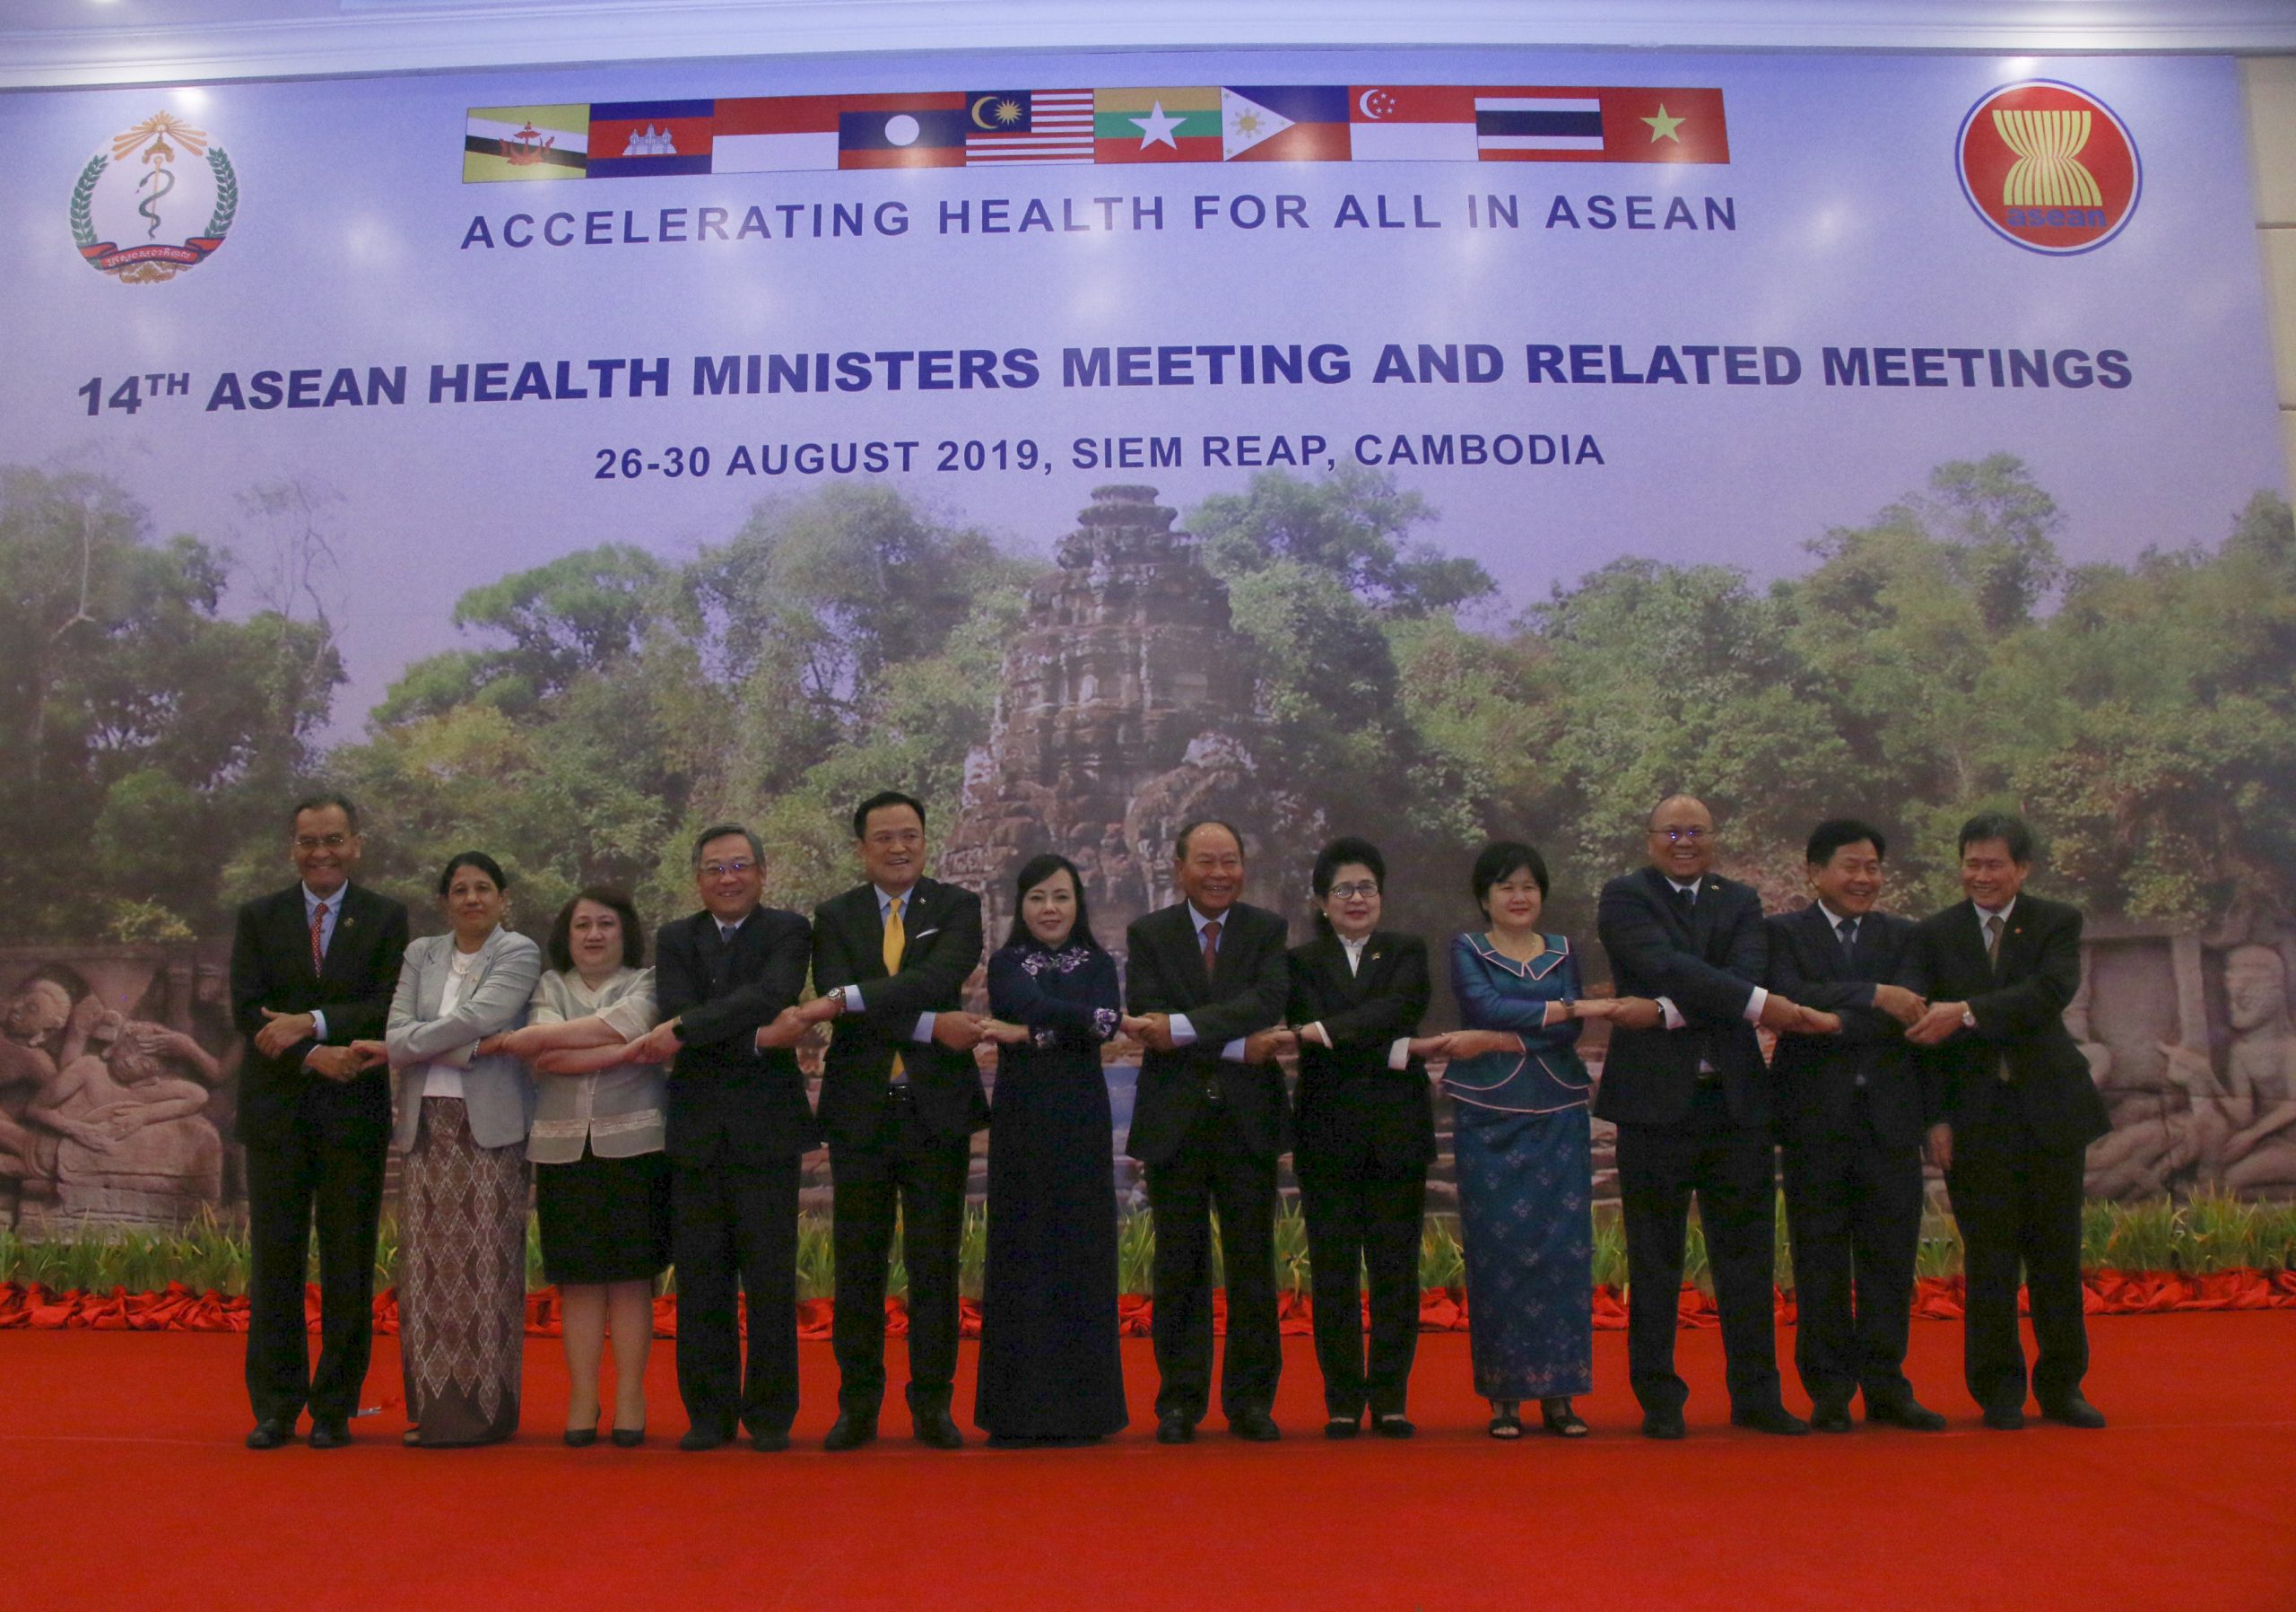 ACCELERATING HEALTH FOR ALL IN ASEAN
asean
14TH ASEAN HEALTH MINISTERS MEETING AND RELATED MEETINGS
26-30 AUGUST 2019, SIEM REAP, CAMBODIA